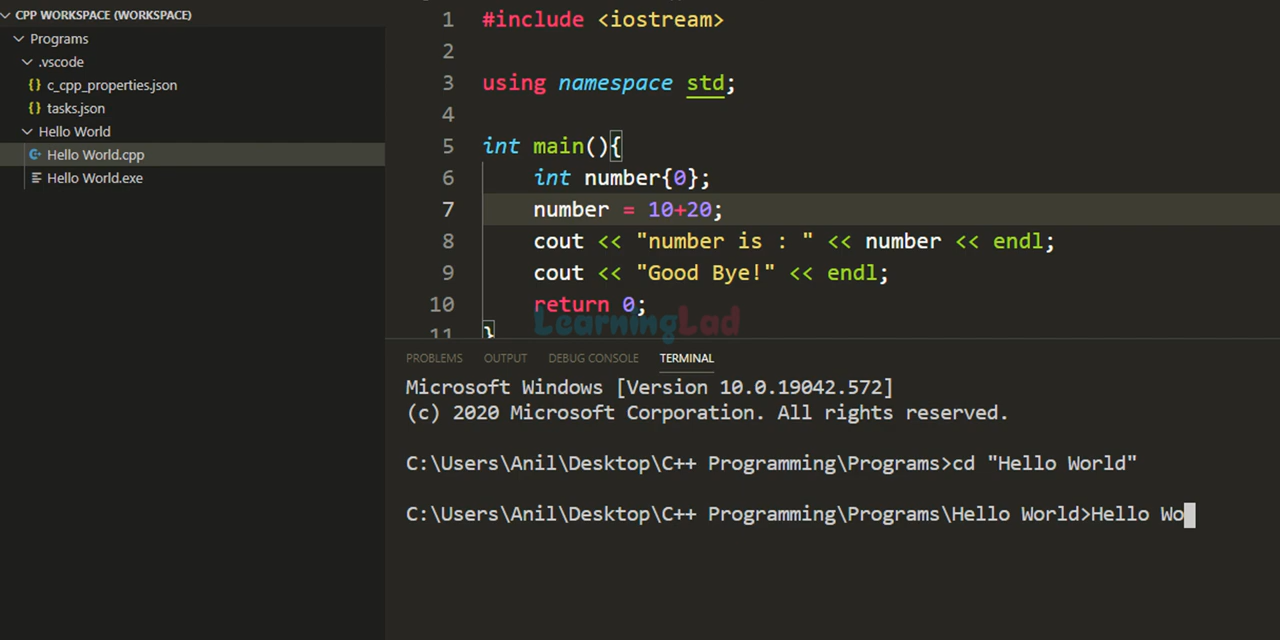 CPP WORKSPACE (WORKSPACE)
Programs
.vscode
{} c_cpp_properties.json
{} tasks.json
Hello World
Hello World.cpp
Hello World.exe
1 #include <iostream>
2
3 using namespace std;
4
5 int main(){
6 int number{0};
7 number = 10+20;
8 cout << "number is : " << number << endl;
9 cout << "Good Bye!" << endl;
10 return 0;
11 }
LearningLad
PROBLEMS OUTPUT DEBUG CONSOLE TERMINAL
Microsoft Windows [Version 10.0.19042.572]
(c) 2020 Microsoft Corporation. All rights reserved.
C:\Users\Anil\Desktop\C++ Programming\Programs>cd "Hello World"
C:\Users\Anil\Desktop\C++ Programming\Programs\Hello World>Hello Wo